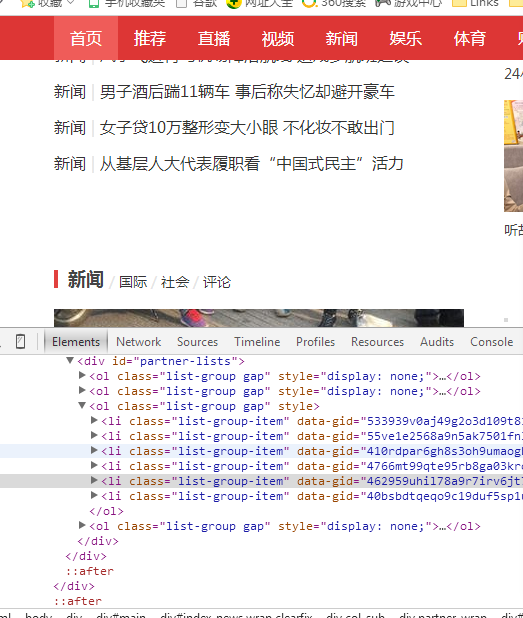 收藏 手机收藏夹 谷歌 网址大全 360搜索 游戏中心 Links
首页 推荐 直播 视频 新闻 娱乐 体育
24小
新闻 | 男子酒后踹11辆车 事后称失忆却避开豪车
新闻 | 女子贷10万整形变大小眼 不化妆不敢出门
新闻 | 从基层人大代表履职看“中国式民主”活力
听故
新闻 / 国际 / 社会 / 评论
Elements Network Sources Timeline Profiles Resources Audits Console
▼<div id="partner-lists">
▶<ol class="list-group gap" style="display: none;">…</ol>
▶<ol class="list-group gap" style="display: none;">…</ol>
▼<ol class="list-group gap" style>
▶<li class="list-group-item" data-gid="533939v0aj49g2o3d109t81
▶<li class="list-group-item" data-gid="55ve1e2568a9n5ak7501fnl
▶<li class="list-group-item" data-gid="410rdpar6gh8s3oh9umaogh
▶<li class="list-group-item" data-gid="4766mt99qte95rb8ga03krc
▶<li class="list-group-item" data-gid="462959uhil78a9r7irv6jtl
▶<li class="list-group-item" data-gid="40bsbdtqeqo9c19duf5sp1u
</ol>
▶<ol class="list-group gap" style="display: none;">…</ol>
</div>
</div>
::after
</div>
::after
body div div#main div#index-news.wrap.clearfix div.col-sub div.partner-wrap div#